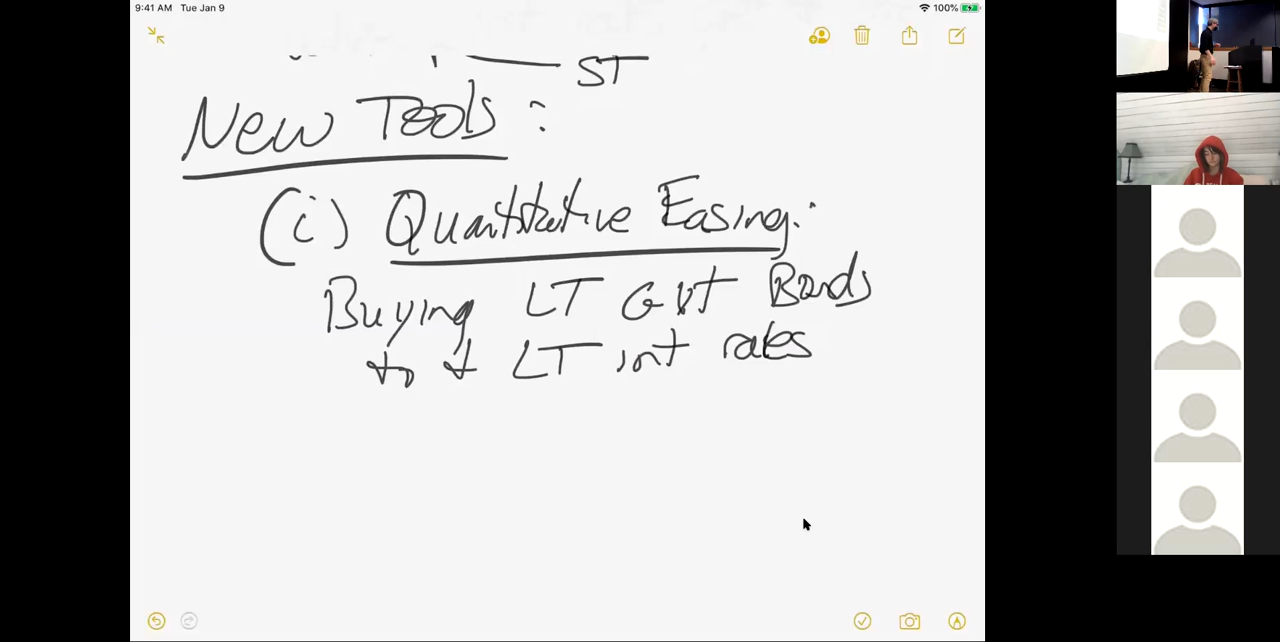 9:41 AM Tue Jan 9
100%
ST
New Tools :
(i) Quantitative Easing:
Buying LT Gvt Bonds
to ↓ LT int rates